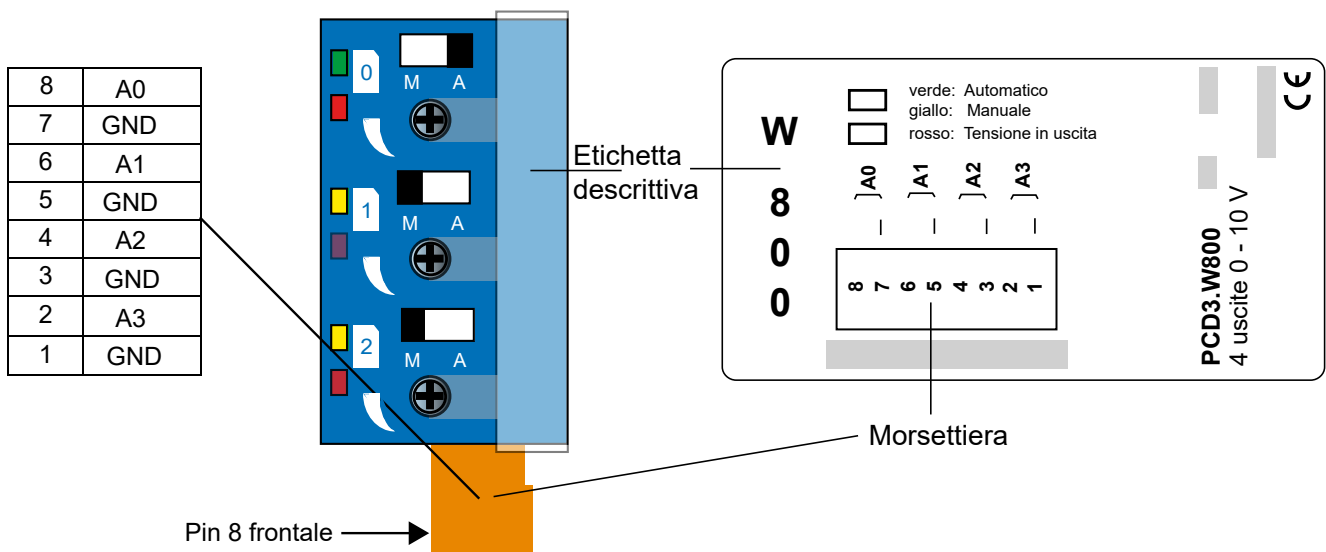 8 A0
7 GND
6 A1
5 GND
4 A2
3 GND
2 A3
1 GND
0
M A
1
M A
2
M A
Pin 8 frontale
Etichetta
descrittiva
Morsettiera
W
8
0
0
verde: Automatico
giallo: Manuale
rosso: Tensione in uscita
A0 A1 A2 A3
8 7 6 5 4 3 2 1
PCD3.W800
4 uscite 0 - 10 V
CE